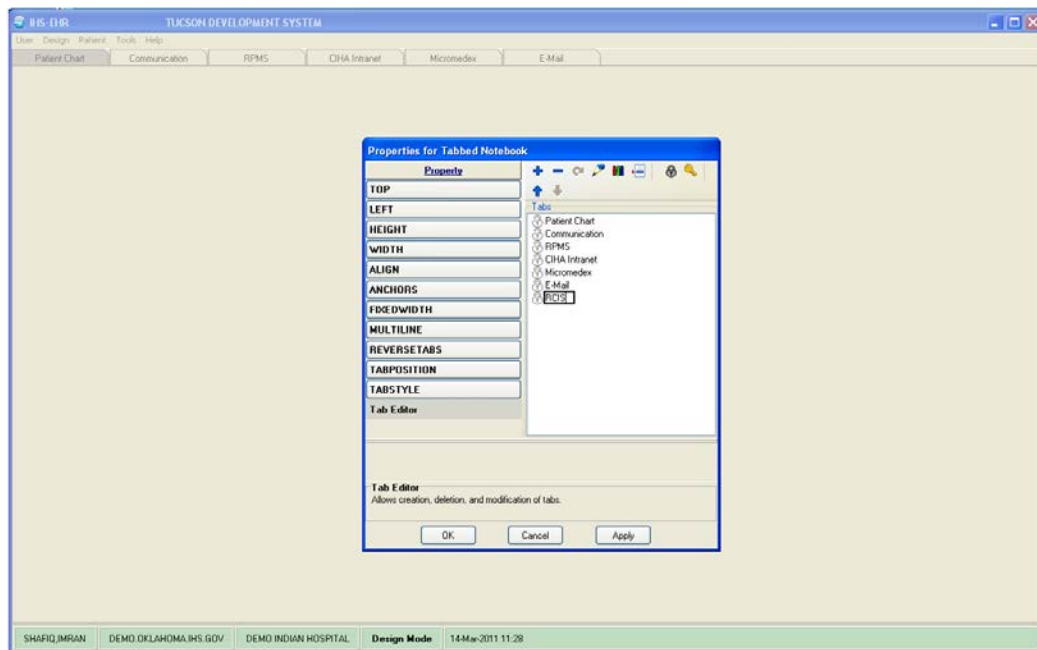 IHS-EHR TUCSON DEVELOPMENT SYSTEM
User Design Patient Tools Help
Patient Chart Communication RPMS CIHA Intranet Micromedex E-Mail
Properties for Tabbed Notebook
Property
TOP
LEFT
HEIGHT
WIDTH
ALIGN
ANCHORS
FIXEDWIDTH
MULTILINE
REVERSETABS
TABPOSITION
TABSTYLE
Tab Editor
Tabs
Patient Chart
Communication
RPMS
CIHA Intranet
Micromedex
E-Mail
RCIS
Tab Editor
Allows creation, deletion, and modification of tabs.
OK Cancel Apply
SHAFIQ,IMRAN DEMO.OKLAHOMA.IHS.GOV DEMO INDIAN HOSPITAL Design Mode 14-Mar-2011 11:28